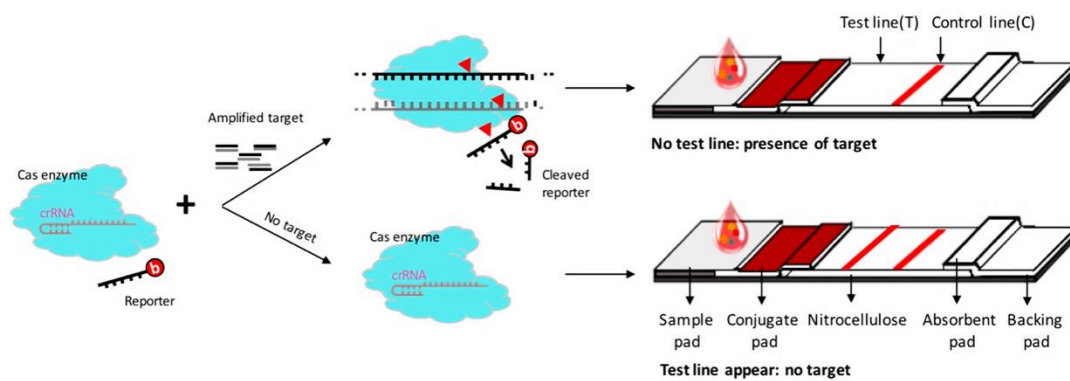 Test line(T)
Control line(C)
Amplified target
b
b
No test line: presence of target
Cas enzyme
Cleaved
reporter
crRNA
+
No target
Cas enzyme
b
crRNA
Reporter
Sample
pad
Conjugate
pad
Nitrocellulose
Absorbent
pad
Backing
pad
Test line appear: no target